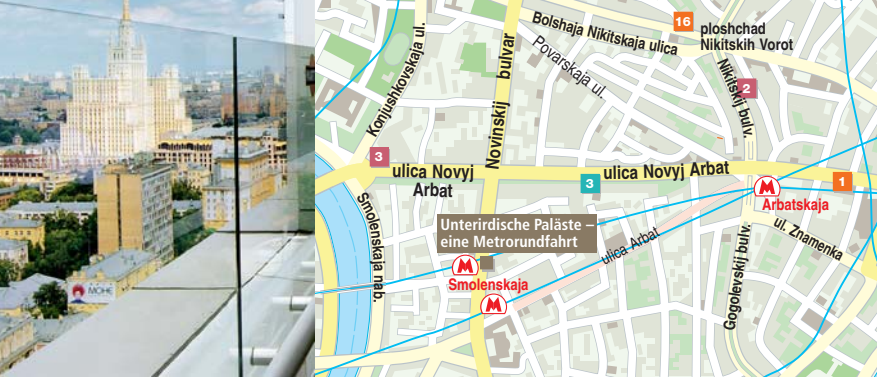 МОНЕ
Konjushkovskaja ul.
Novinskij bulvar
Bolshaja Nikitskaja ulica
Povarskaja ul.
16
ploshchad
Nikitskih Vorot
Nikitskij bulv.
2
3
ulica Novyj
Arbat
3
ulica Novyj Arbat
M
Arbatskaja
1
Smolenskaja nab.
Unterirdische Paläste –
eine Metrorundfahrt
M
Smolenskaja
M
ulica Arbat
Gogolevskij bulv.
ul. Znamenka